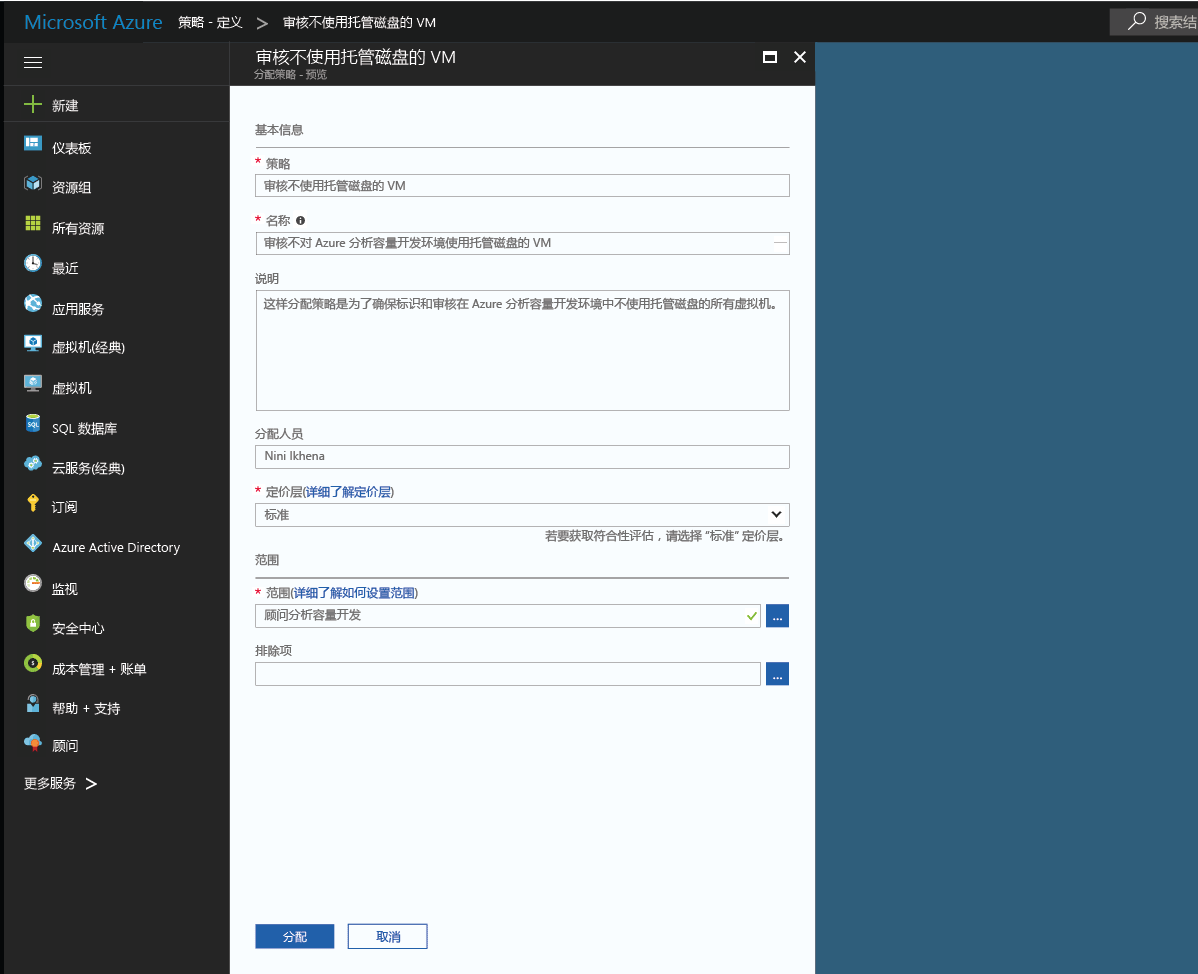 Microsoft Azure 策略 - 定义 > 审核不使用托管磁盘的 VM
搜索结
审核不使用托管磁盘的 VM
分配策略 - 预览
新建
仪表板
资源组
所有资源
最近
应用服务
虚拟机(经典)
虚拟机
SQL 数据库
云服务(经典)
订阅
Azure Active Directory
监视
安全中心
成本管理 + 账单
帮助 + 支持
顾问
更多服务 >
基本信息
* 策略
审核不使用托管磁盘的 VM
* 名称
审核不对 Azure 分析容量开发环境使用托管磁盘的 VM
说明
这样分配策略是为了确保标识和审核在 Azure 分析容量开发环境中不使用托管磁盘的所有虚拟机。
分配人员
Nini Ikhena
* 定价层(详细了解定价层)
标准
若要获取符合性评估，请选择 “标准” 定价层。
范围
* 范围(详细了解如何设置范围)
顾问分析容量开发
...
排除项
...
分配
取消